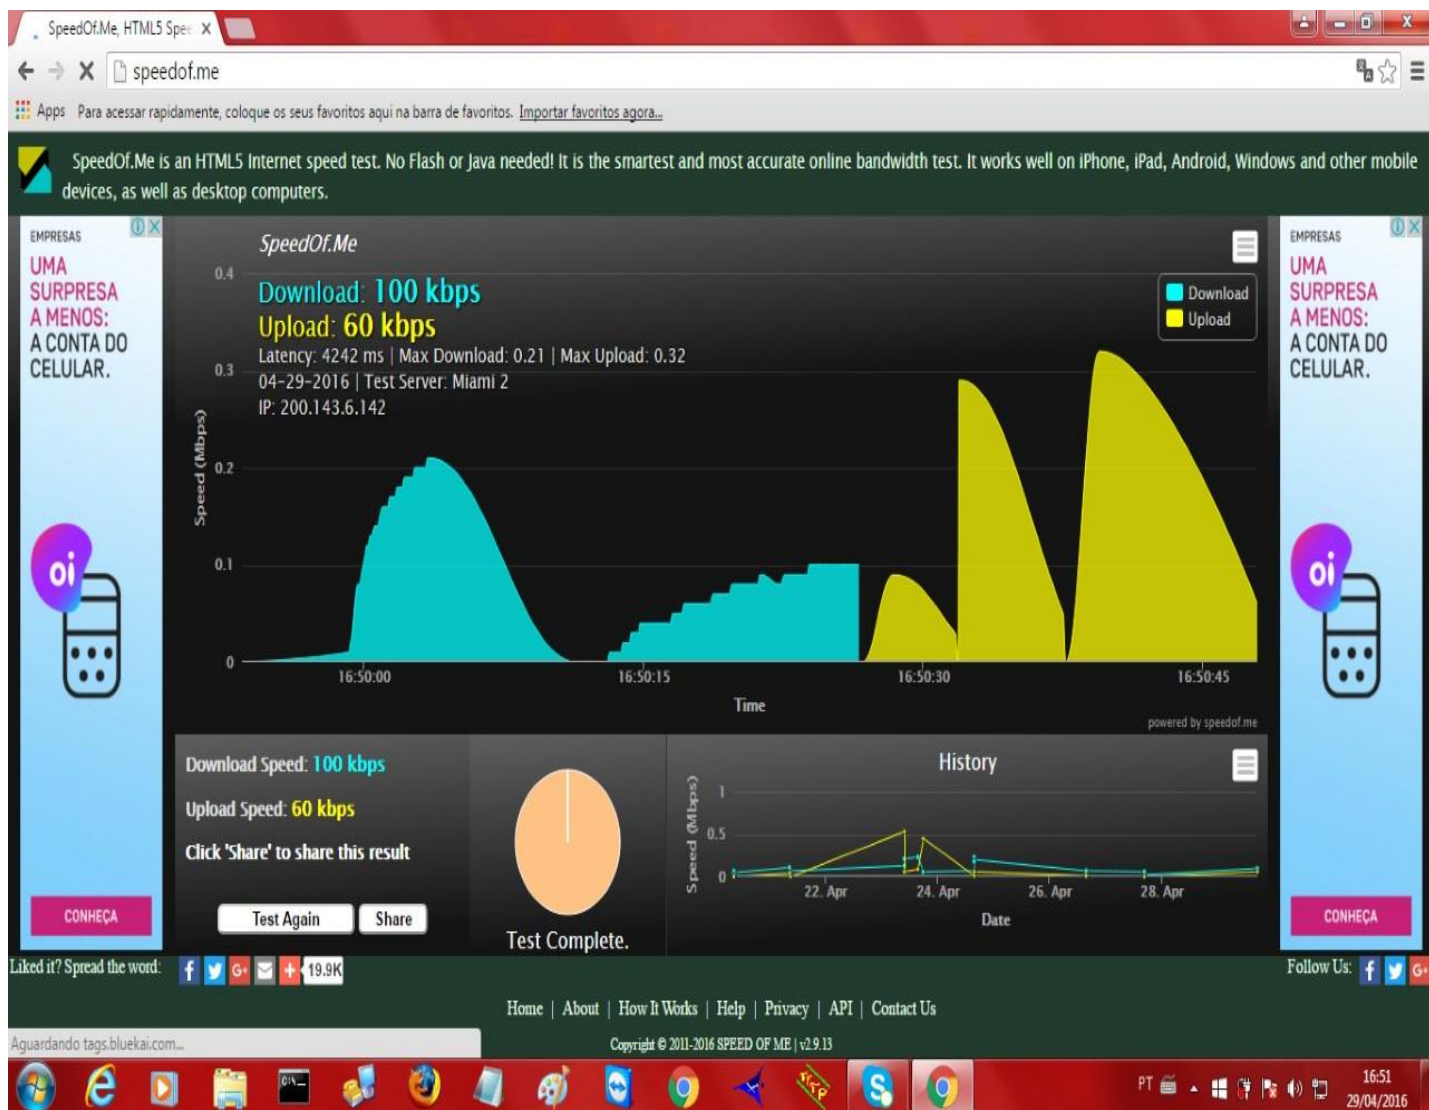 SpeedOf.Me, HTML5 Spee
speedof.me
Apps Para acessar rapidamente, coloque os seus favoritos aqui na barra de favoritos. Importar favoritos agora...
SpeedOf.Me is an HTML5 Internet speed test. No Flash or Java needed! It is the smartest and most accurate online bandwidth test. It works well on iPhone, iPad, Android, Windows and other mobile
devices, as well as desktop computers.
EMPRESAS
UMA
SURPRESA
A MENOS:
A CONTA DO
CELULAR.
oi
CONHEÇA
SpeedOf.Me
Download: 100 kbps
Upload: 60 kbps
Latency: 4242 ms | Max Download: 0.21 | Max Upload: 0.32
04-29-2016 | Test Server: Miami 2
IP: 200.143.6.142
Download
Upload
Speed (Mbps)
0.4
0.3
0.2
0.1
0
16:50:00 16:50:15 16:50:30 16:50:45
Time
powered by speedof.me
EMPRESAS
UMA
SURPRESA
A MENOS:
A CONTA DO
CELULAR.
oi
CONHEÇA
Download Speed: 100 kbps
Upload Speed: 60 kbps
Click 'Share' to share this result
Test Again Share
Test Complete.
History
Speed (Mbps)
1
0.5
0
22. Apr 24. Apr 26. Apr 28. Apr
Date
Liked it? Spread the word: 19.9K
Follow Us:
Home | About | How It Works | Help | Privacy | API | Contact Us
Aguardando tags.bluekai.com...
Copyright © 2011-2016 SPEED OF ME | v2.9.13
PT 16:51
29/04/2016